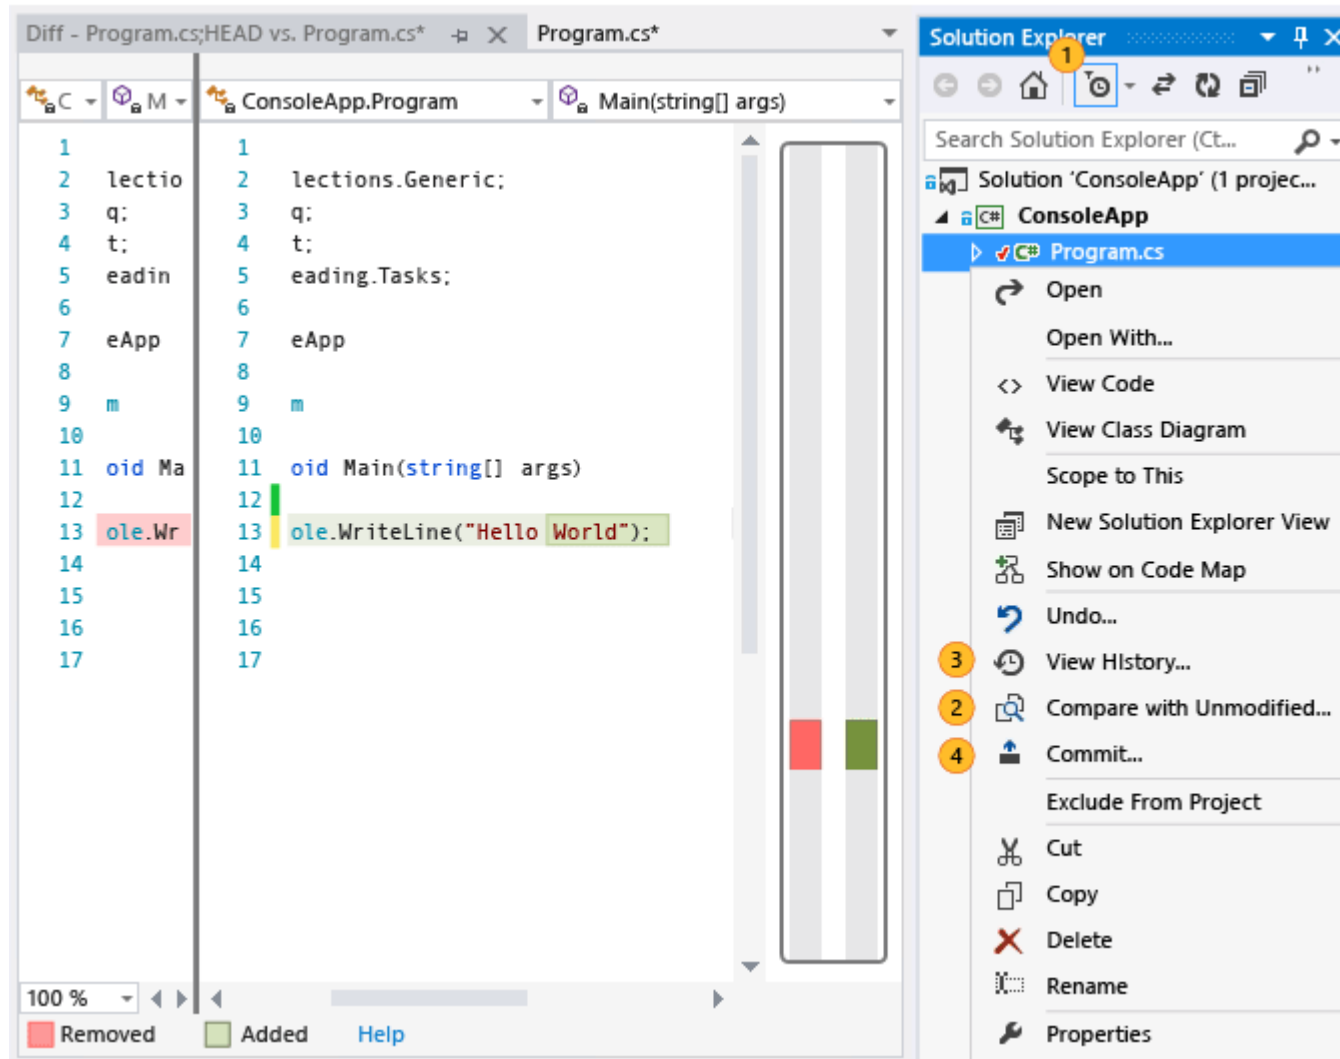 Diff - Program.cs;HEAD vs. Program.cs*
Program.cs*
C
M
ConsoleApp.Program
Main(string[] args)
1
2 lectio
3 q;
4 t;
5 eadin
6
7 eApp
8
9 m
10
11 oid Ma
12
13 ole.Wr
14
15
16
17
1
2 lections.Generic;
3 q;
4 t;
5 eading.Tasks;
6
7 eApp
8
9 m
10
11 oid Main(string[] args)
12
13 ole.WriteLine("Hello World");
14
15
16
17
100 %
Removed
Added
Help
Solution Explorer
1
Search Solution Explorer (Ct...
Solution 'ConsoleApp' (1 projec...
C# ConsoleApp
C# Program.cs
Open
Open With...
View Code
View Class Diagram
Scope to This
New Solution Explorer View
Show on Code Map
Undo...
3 View HIstory...
2 Compare with Unmodified...
4 Commit...
Exclude From Project
Cut
Copy
Delete
Rename
Properties